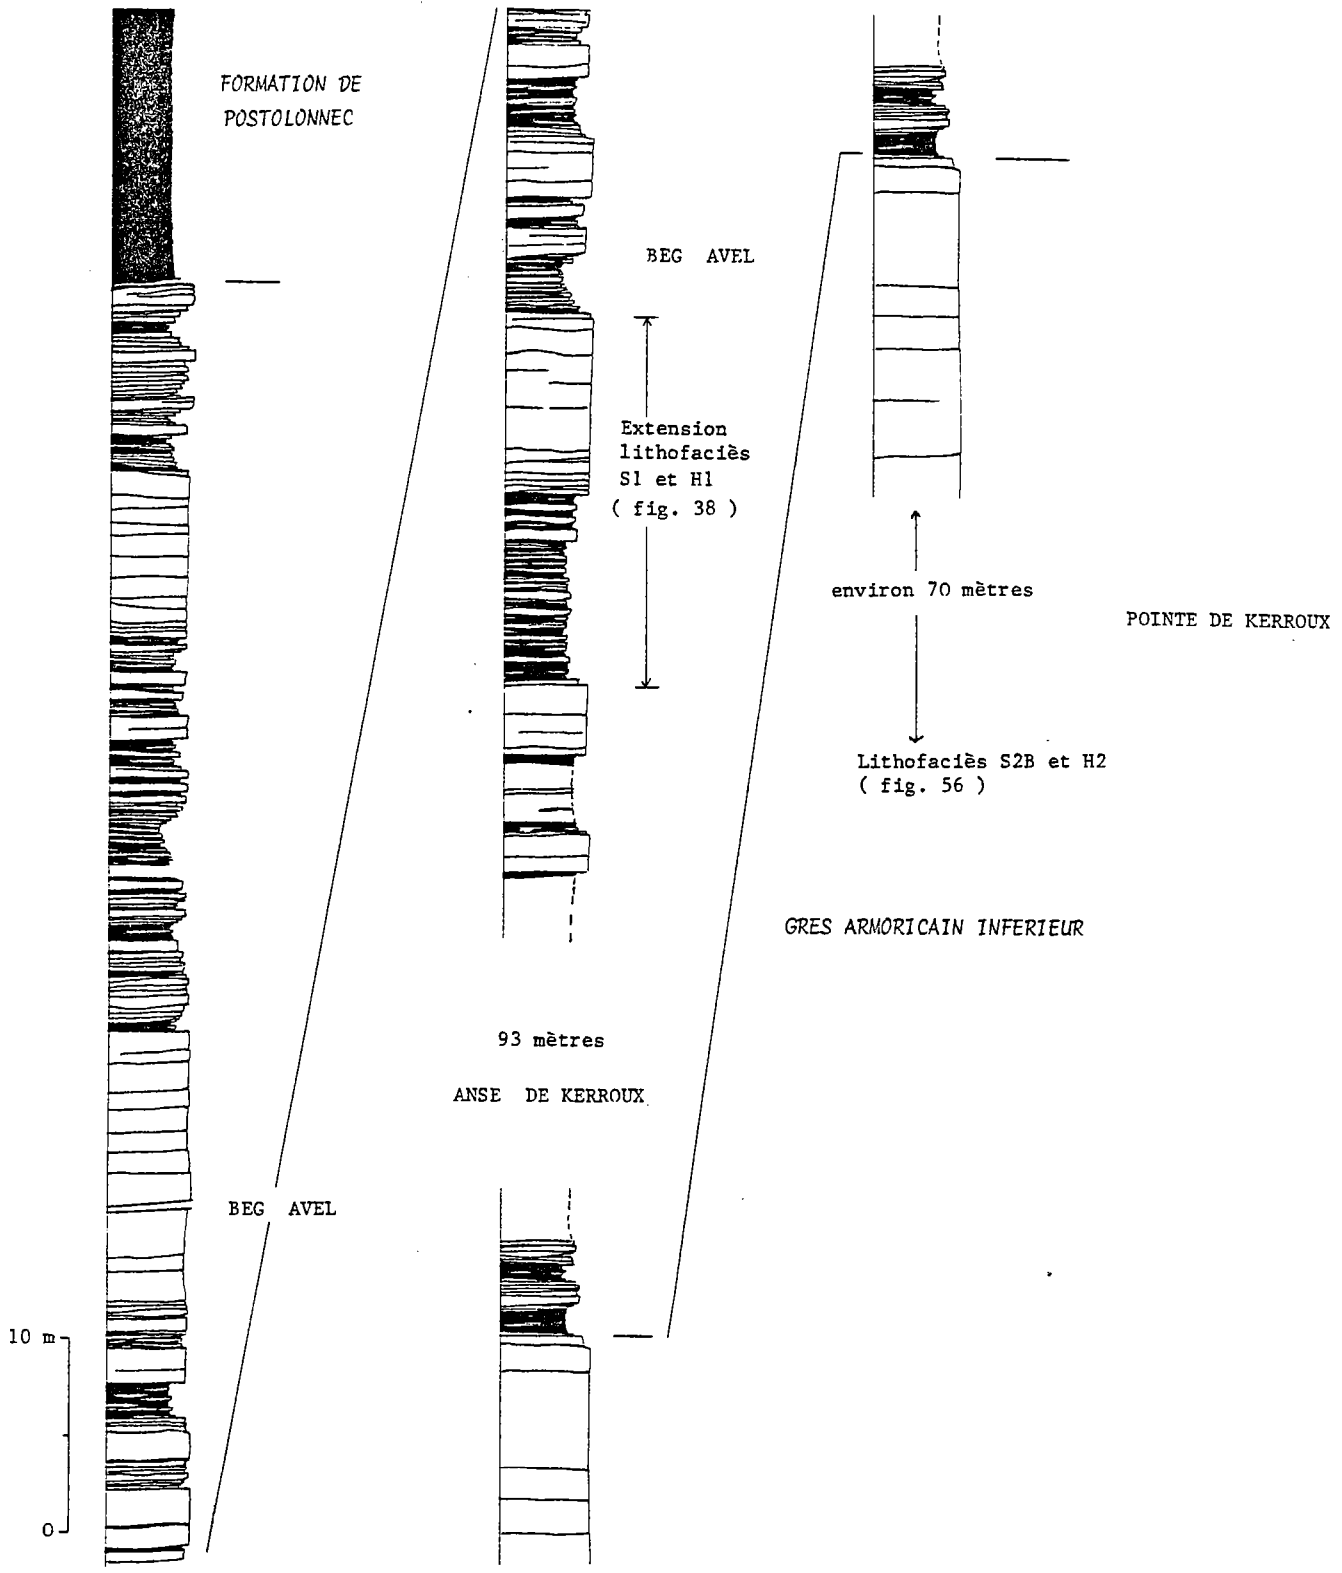 FORMATION DE
POSTOLONNEC
BEG AVEL
10 m
0
BEG AVEL
Extension
lithofaciès
S1 et H1
( fig. 38 )
93 mètres
ANSE DE KERROUX
environ 70 mètres
POINTE DE KERROUX
Lithofaciès S2B et H2
( fig. 56 )
GRES ARMORICAIN INFERIEUR